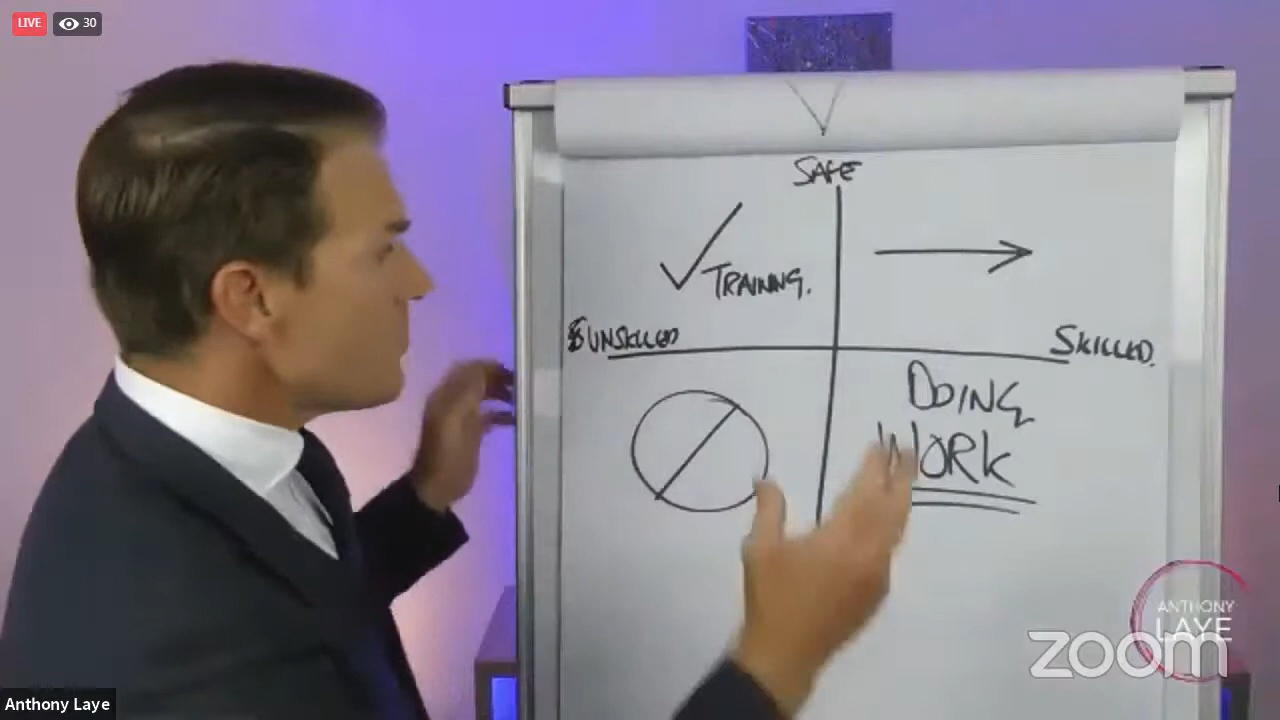 LIVE
30
SAFE
TRAINING.
UNSKILLED
SKILLED.
DOING
WORK
ANTHONY
LAYE
zoom
Anthony Laye